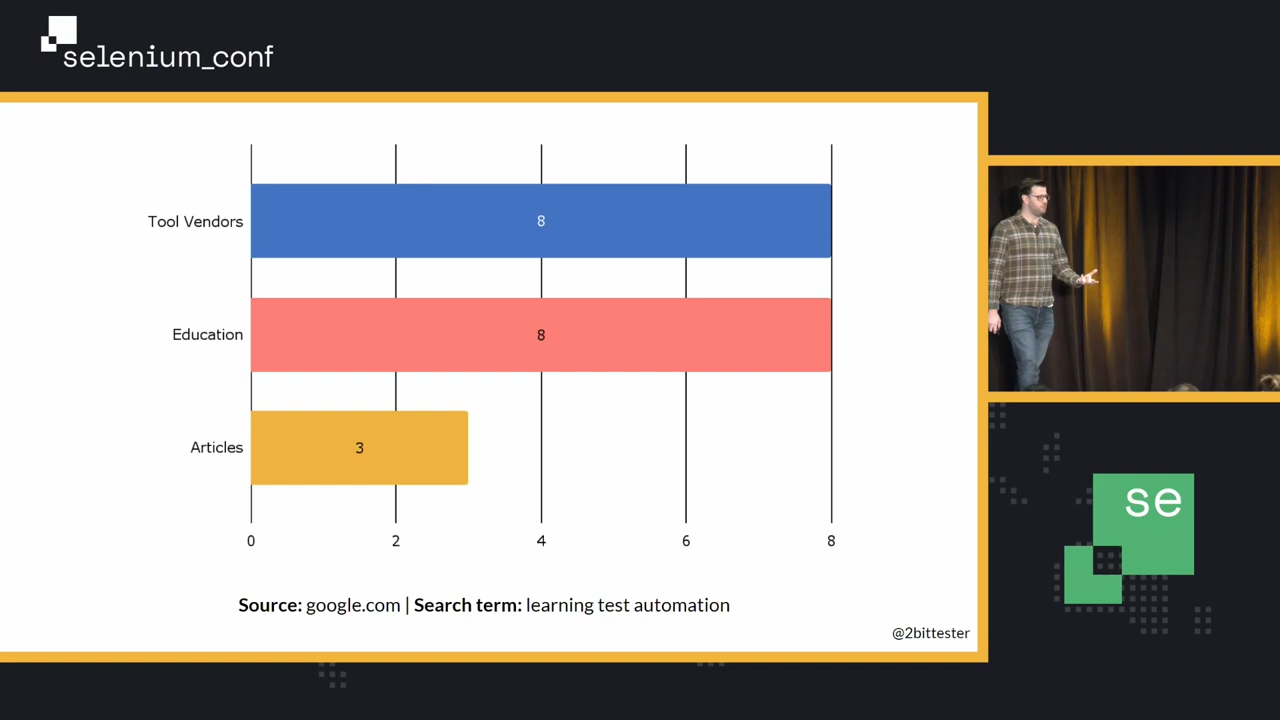 selenium_conf
Tool Vendors
8
Education
8
Articles
3
0 2 4 6 8
Source: google.com | Search term: learning test automation
@2bittester
se